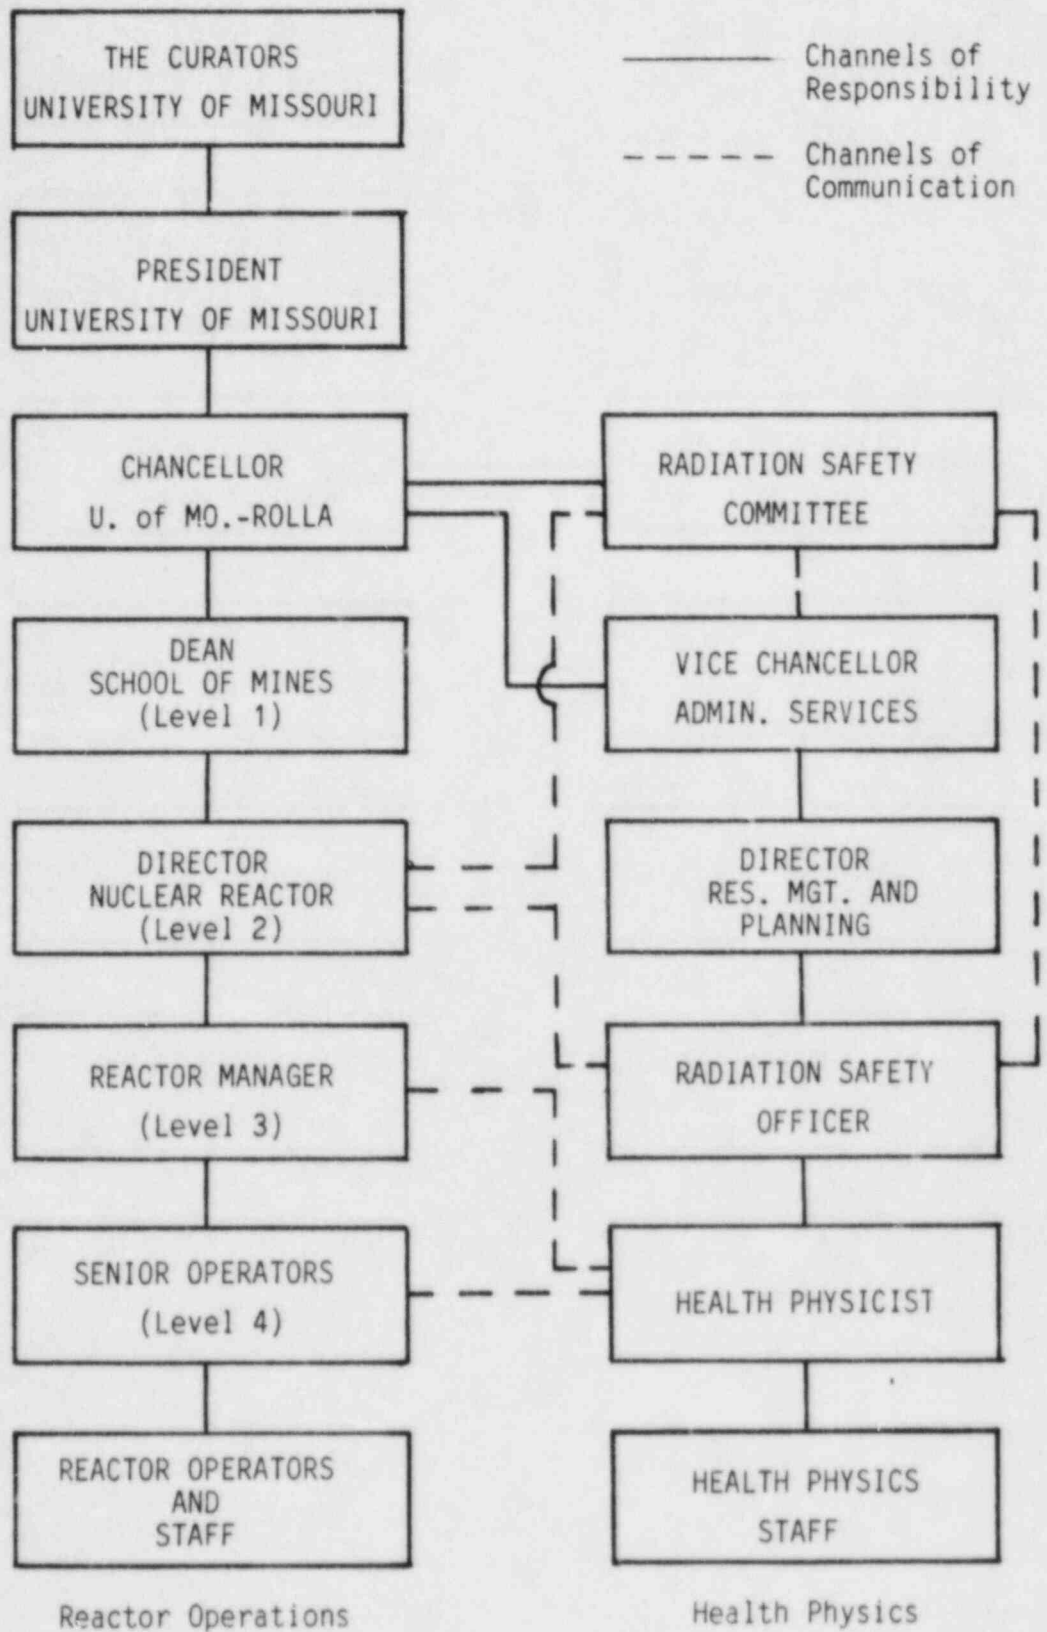 THE CURATORS
UNIVERSITY OF MISSOURI
Channels of
Responsibility
Channels of
Communication
PRESIDENT
UNIVERSITY OF MISSOURI
CHANCELLOR
U. of MO.-ROLLA
RADIATION SAFETY
COMMITTEE
DEAN
SCHOOL OF MINES
(Level 1)
VICE CHANCELLOR
ADMIN. SERVICES
DIRECTOR
NUCLEAR REACTOR
(Level 2)
DIRECTOR
RES. MGT. AND
PLANNING
REACTOR MANAGER
(Level 3)
RADIATION SAFETY
OFFICER
SENIOR OPERATORS
(Level 4)
HEALTH PHYSICIST
REACTOR OPERATORS
AND
STAFF
HEALTH PHYSICS
STAFF
Reactor Operations
Health Physics